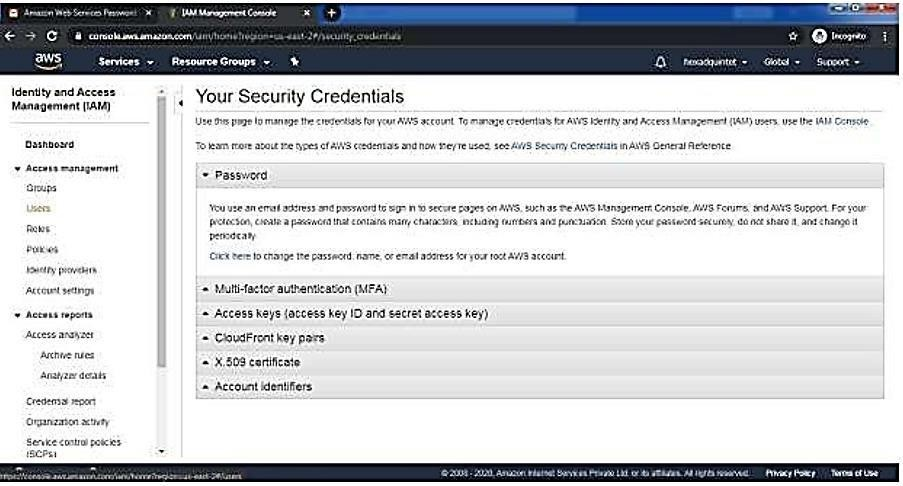 Amazon Web Services Password
IAM Management Console
console.aws.amazon.com/iam/home?region=us-east-2#/security_credentials
Incognito
aws
Services
Resource Groups
hexadquintet
Global
Support
Identity and Access
Management (IAM)
Dashboard
Access management
Groups
Users
Roles
Policies
Identity providers
Account settings
Access reports
Access analyzer
Archive rules
Analyzer details
Credential report
Organization activity
Service control policies
(SCPs)
Your Security Credentials
Use this page to manage the credentials for your AWS account. To manage credentials for AWS Identity and Access Management (IAM) users, use the IAM Console.
To learn more about the types of AWS credentials and how they're used, see AWS Security Credentials in AWS General Reference
Password
You use an email address and password to sign in to secure pages on AWS, such as the AWS Management Console, AWS Forums, and AWS Support. For your
protection, create a password that contains many characters, including numbers and punctuation. Store your password securely, do not share it, and change it
periodically.
Click here to change the password, name, or email address for your root AWS account.
Multi-factor authentication (MFA)
Access keys (access key ID and secret access key)
CloudFront key pairs
X.509 certificate
Account identifiers
https://console.aws.amazon.com/iam/home?region=us-east-2#/users
© 2008 - 2020, Amazon Internet Services Private Ltd. or its affiliates. All rights reserved.
Privacy Policy
Terms of Use